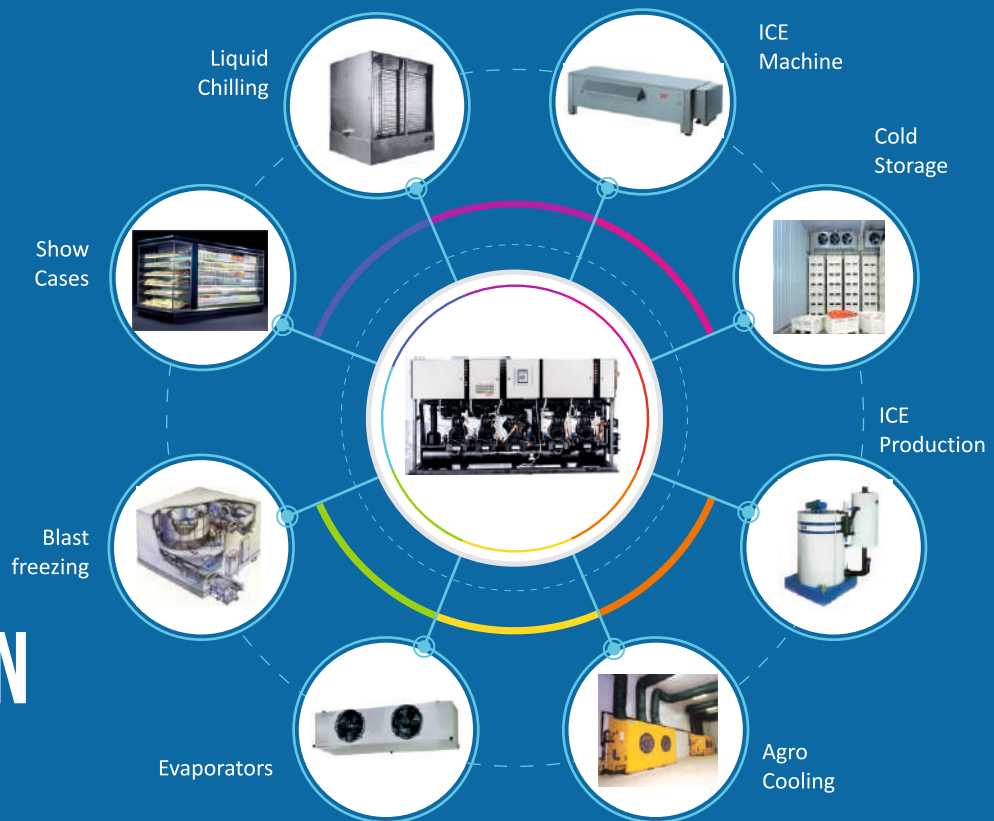 Liquid
Chilling
ICE
Machine
Cold
Storage
Show
Cases
ICE
Production
Blast
freezing
N
Evaporators
Agro
Cooling